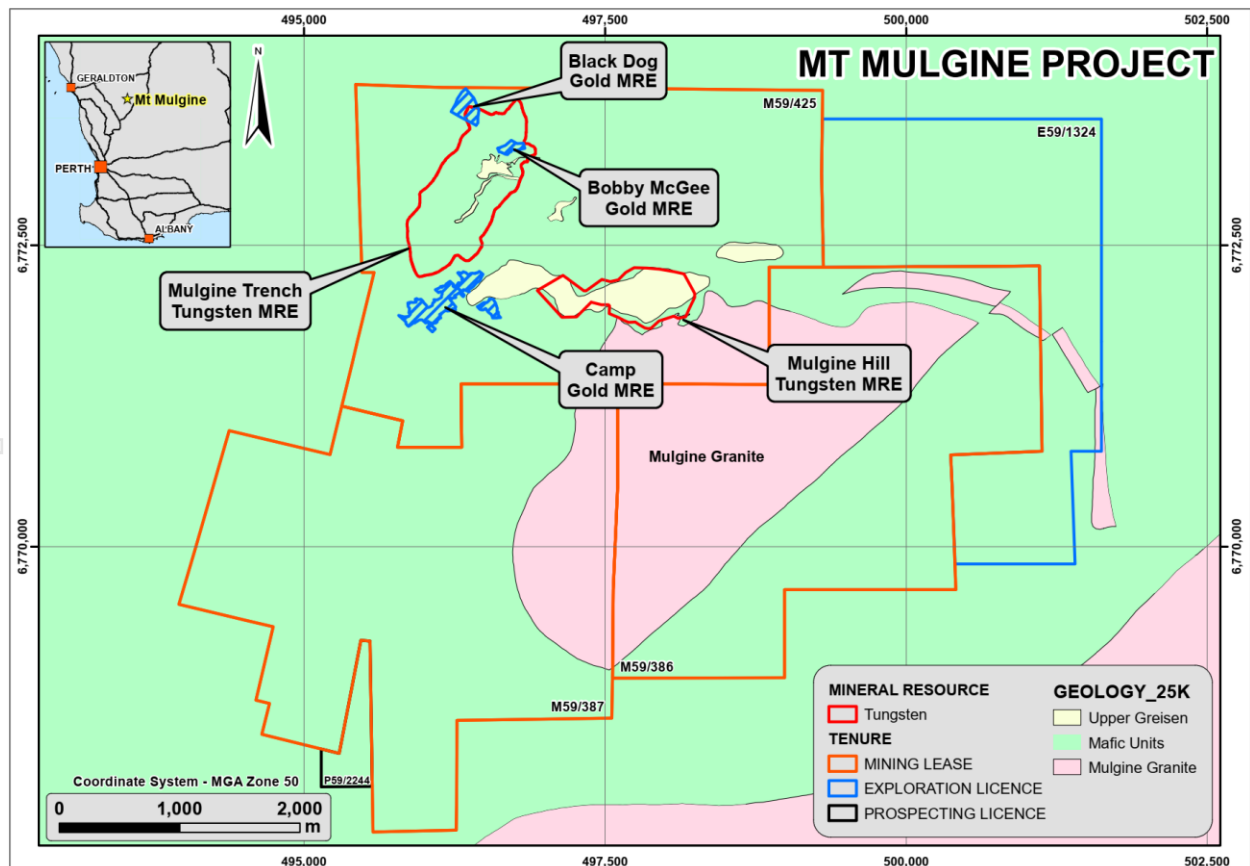 495,000
497,500
500,000
502,500
MT MULGINE PROJECT
GERALDTON
Mt Mulgine
PERTH
ALBANY
N
Black Dog
Gold MRE
M59/425
E59/1324
Bobby McGee
Gold MRE
6,772,500
6,772,500
Mulgine Trench
Tungsten MRE
Camp
Gold MRE
Mulgine Hill
Tungsten MRE
Mulgine Granite
6,770,000
6,770,000
M59/386
M59/387
P59/2244
MINERAL RESOURCE
Tungsten
TENURE
MINING LEASE
EXPLORATION LICENCE
PROSPECTING LICENCE
GEOLOGY_25K
Upper Greisen
Mafic Units
Mulgine Granite
Coordinate System - MGA Zone 50
0
1,000
2,000
m
495,000
497,500
500,000
502,500